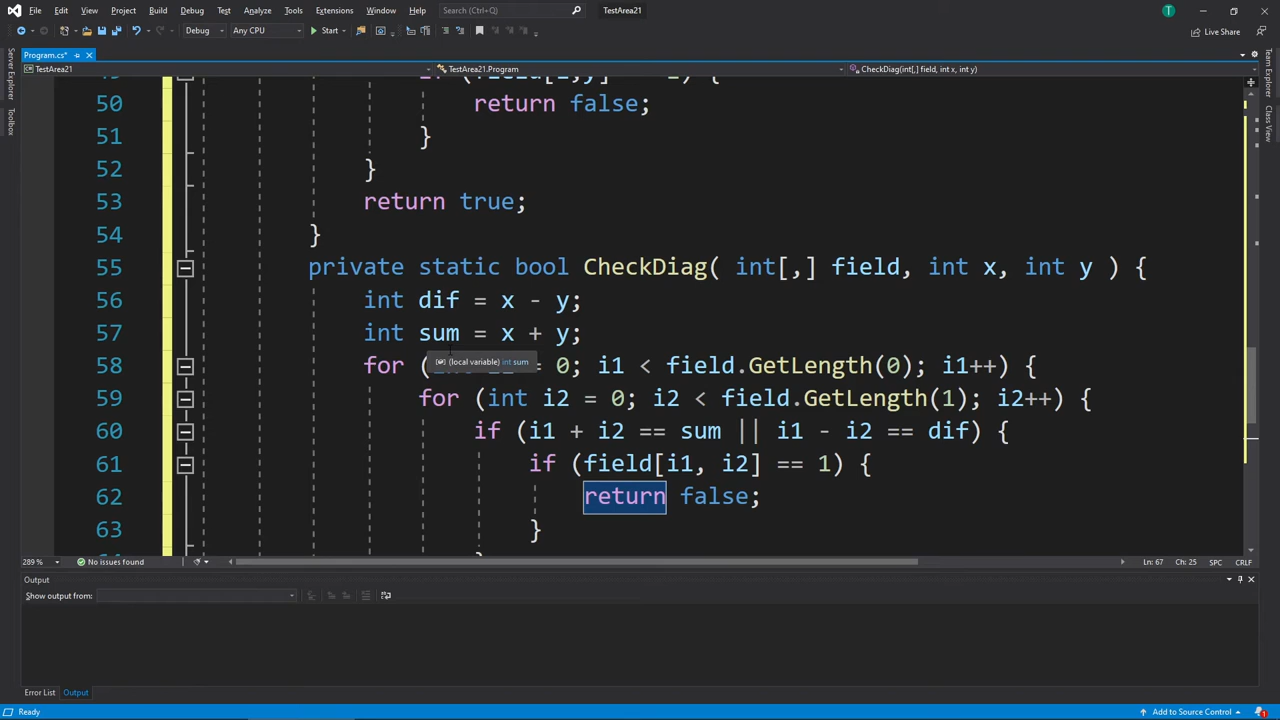 File Edit View Project Build Debug Test Analyze Tools Extensions Window Help Search (Ctrl+Q) TestArea21 T
Debug Any CPU Start Live Share
Program.cs*
TestArea21 TestArea21.Program CheckDiag(int[,] field, int x, int y)
Server Explorer
Toolbox
Team Explorer
Class View
50 return false;
51 }
52 }
53 return true;
54 }
55 private static bool CheckDiag( int[,] field, int x, int y ) {
56 int dif = x - y;
57 int sum = x + y;
(local variable) int sum
58 for ( = 0; i1 < field.GetLength(0); i1++) {
59 for (int i2 = 0; i2 < field.GetLength(1); i2++) {
60 if (i1 + i2 == sum || i1 - i2 == dif) {
61 if (field[i1, i2] == 1) {
62 return false;
63 }
289 % No issues found Ln: 67 Ch: 25 SPC CRLF
Output
Show output from:
Error List Output
Ready Add to Source Control 1